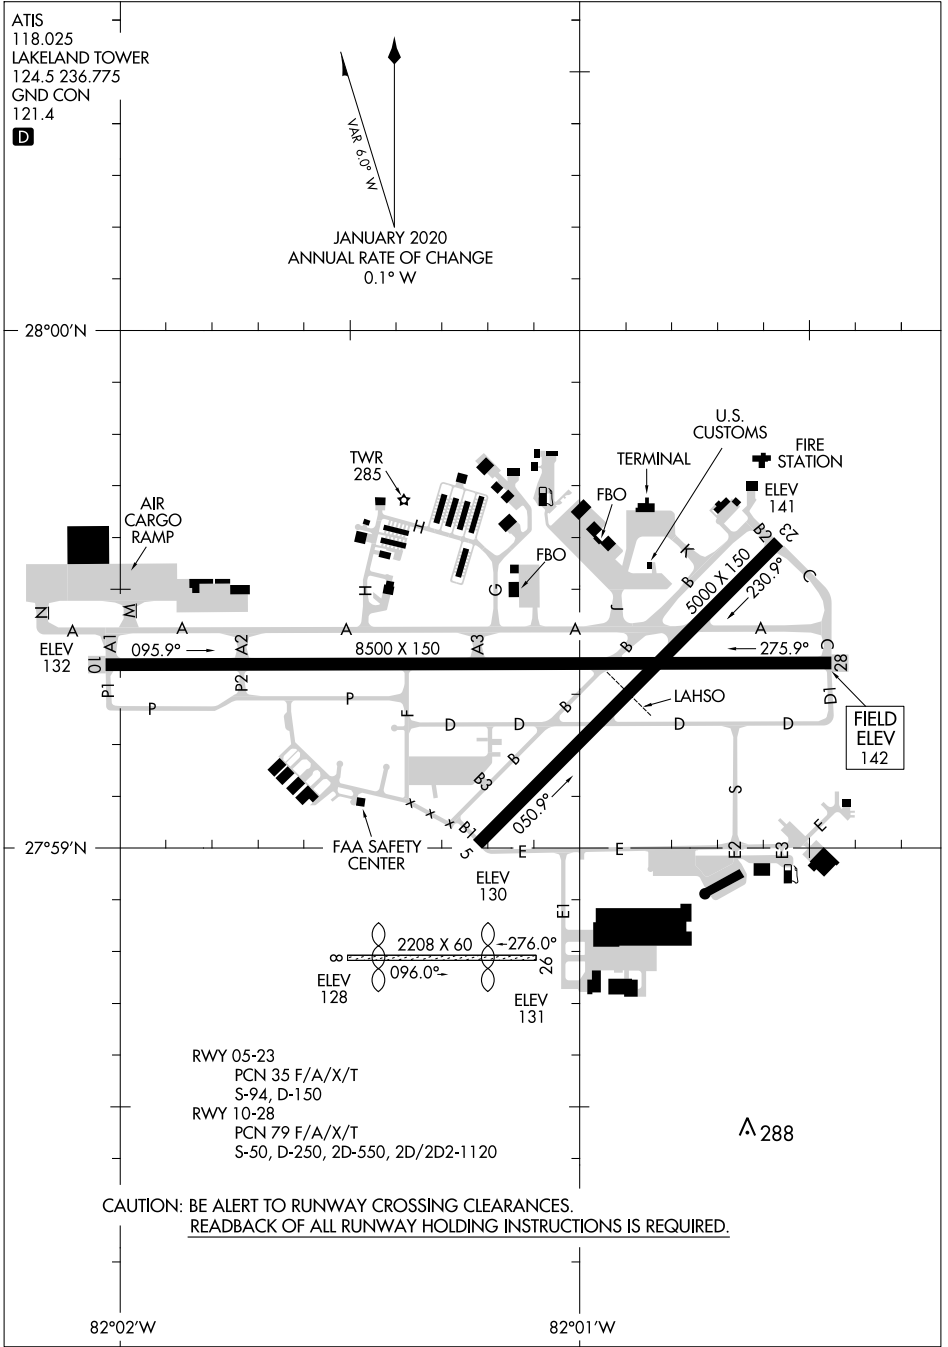 ATIS
118.025
LAKELAND TOWER
124.5 236.775
GND CON
121.4
D
VAR 6.0° W
JANUARY 2020
ANNUAL RATE OF CHANGE
0.1° W
28°00'N
U.S.
CUSTOMS
TWR
285
TERMINAL
FIRE
STATION
AIR
CARGO
RAMP
FBO
ELEV
141
H
B2
23
K
FBO
5000 X 150
230.9°
C
B
H
G
J
N
M
A
A
A
A
A
ELEV
132
A1
A2
A3
10
095.9°
8500 X 150
B
275.9°
C
28
P1
P2
P
P
F
LAHSO
D1
B
D
D
D
D
FIELD
ELEV
142
B
B3
S
050.9°
x x x
B1
5
E
27°59'N
FAA SAFETY
CENTER
E
E
E2
E3
ELEV
130
E1
2208 X 60
276.0°
8
096.0°
26
ELEV
128
ELEV
131
RWY 05-23
PCN 35 F/A/X/T
S-94, D-150
RWY 10-28
PCN 79 F/A/X/T
S-50, D-250, 2D-550, 2D/2D2-1120
288
CAUTION: BE ALERT TO RUNWAY CROSSING CLEARANCES.
READBACK OF ALL RUNWAY HOLDING INSTRUCTIONS IS REQUIRED.
82°02'W
82°01'W